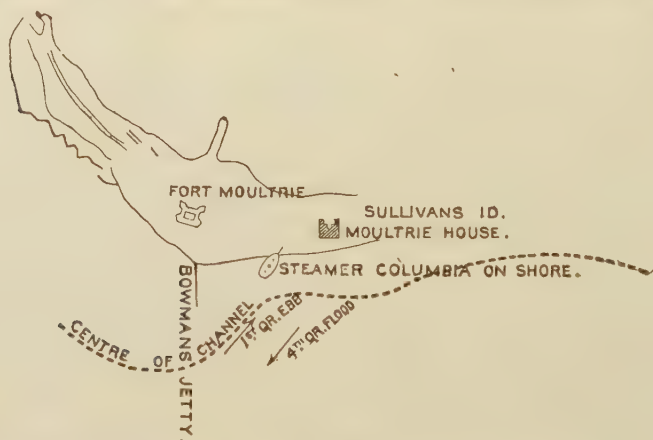 FORT MOULTRIE
SULLIVANS ID.
MOULTRIE HOUSE.
STEAMER COLUMBIA ON SHORE.
BOWMANS JETTY.
CENTRE OF CHANNEL
1ST QR. EBB
4TH QR. FLOOD